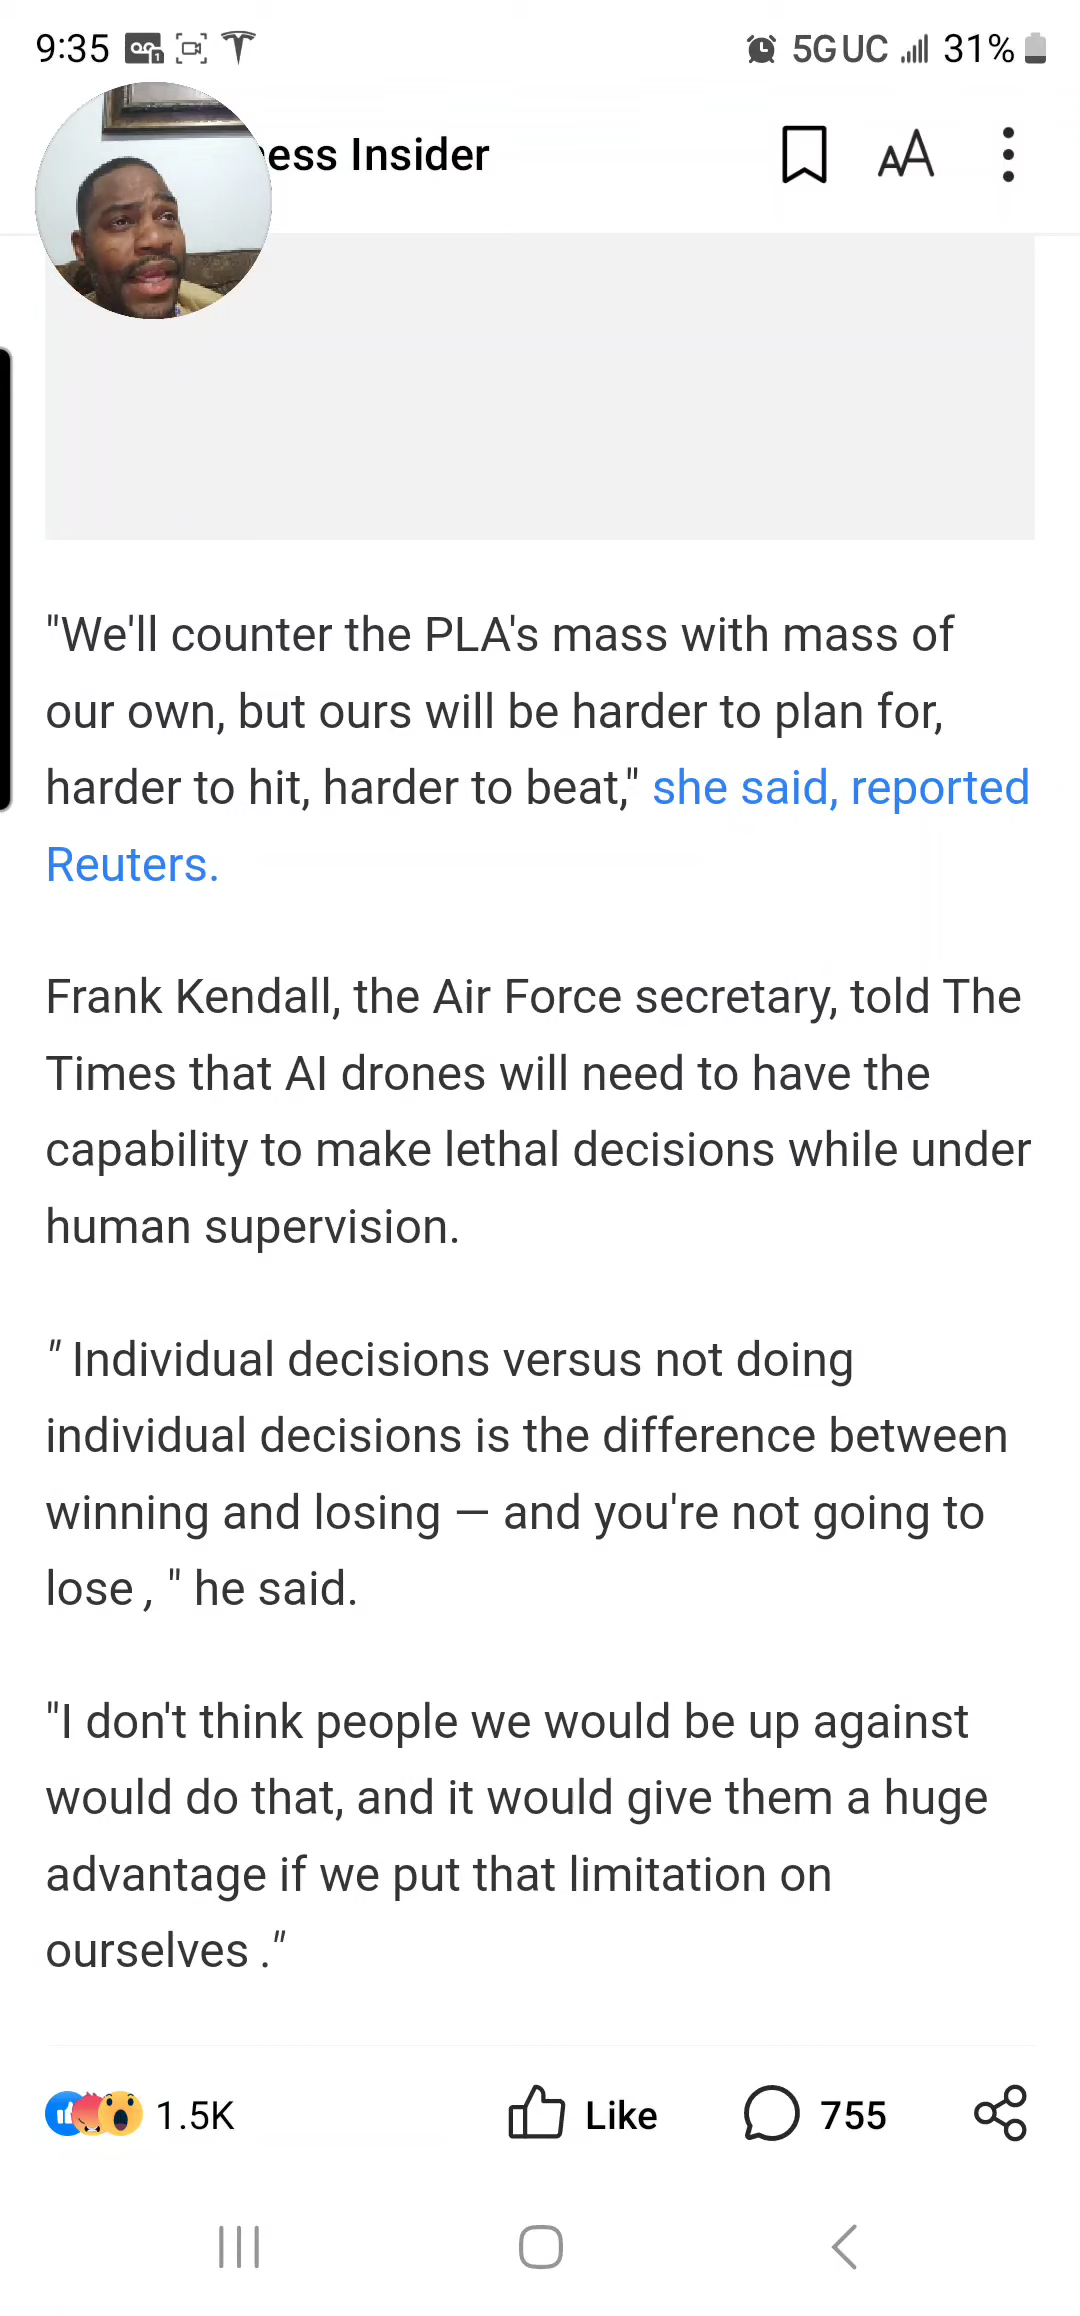 9:35 5G UC 31%
ess Insider AA
"We'll counter the PLA's mass with mass of
our own, but ours will be harder to plan for,
harder to hit, harder to beat," she said, reported
Reuters.
Frank Kendall, the Air Force secretary, told The
Times that AI drones will need to have the
capability to make lethal decisions while under
human supervision.
" Individual decisions versus not doing
individual decisions is the difference between
winning and losing — and you're not going to
lose , " he said.
"I don't think people we would be up against
would do that, and it would give them a huge
advantage if we put that limitation on
ourselves ."
1.5K Like 755